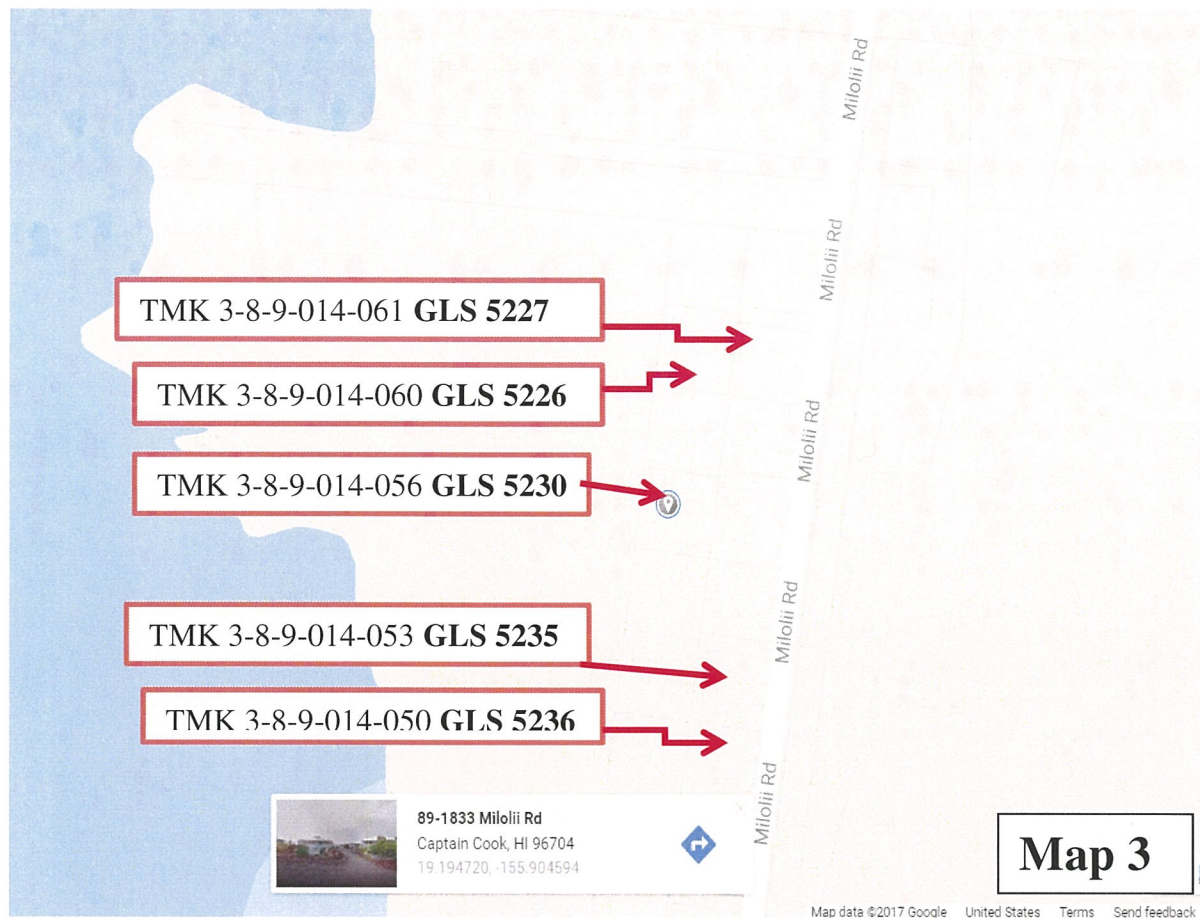 Milolii Rd
Milolii Rd
TMK 3-8-9-014-061 GLS 5227
TMK 3-8-9-014-060 GLS 5226
Milolii Rd
TMK 3-8-9-014-056 GLS 5230
Milolii Rd
TMK 3-8-9-014-053 GLS 5235
TMK 3-8-9-014-050 GLS 5236
Milolii Rd
89-1833 Milolii Rd
Captain Cook, HI 96704
19.194720, -155.904594
Map 3
Map data ©2017 Google United States Terms Send feedback